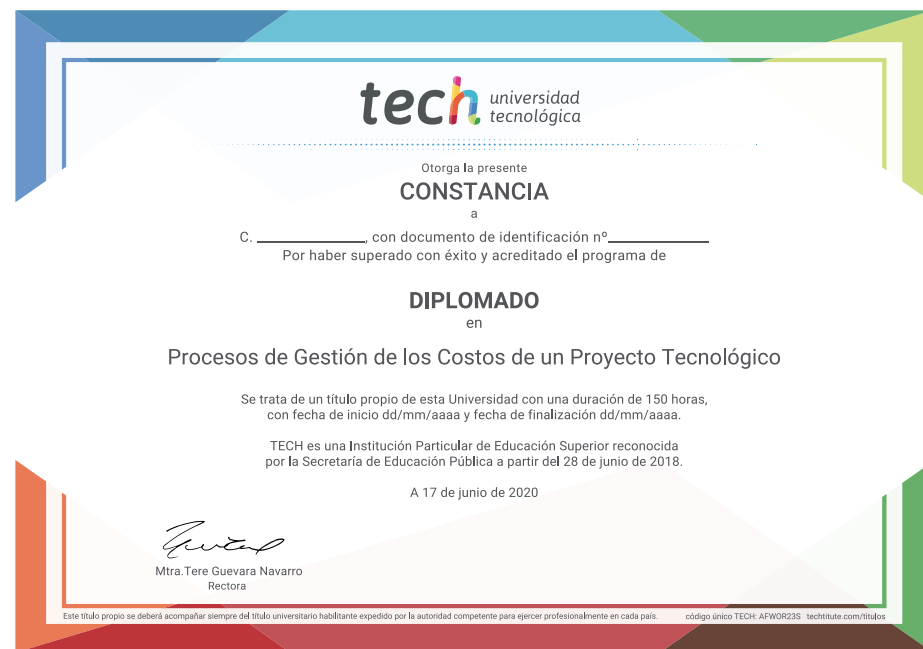 tech universidad
tecnológica
Otorga la presente
CONSTANCIA
a
C. ____________, con documento de identificación nº____________
Por haber superado con éxito y acreditado el programa de
DIPLOMADO
en
Procesos de Gestión de los Costos de un Proyecto Tecnológico
Se trata de un título propio de esta Universidad con una duración de 150 horas,
con fecha de inicio dd/mm/aaaa y fecha de finalización dd/mm/aaaa.
TECH es una Institución Particular de Educación Superior reconocida
por la Secretaría de Educación Pública a partir del 28 de junio de 2018.
A 17 de junio de 2020
Mtra.Tere Guevara Navarro
Rectora
Este título propio se deberá acompañar siempre del título universitario habilitante expedido por la autoridad competente para ejercer profesionalmente en cada país. código único TECH: AFWOR23S techtitute.com/titulos